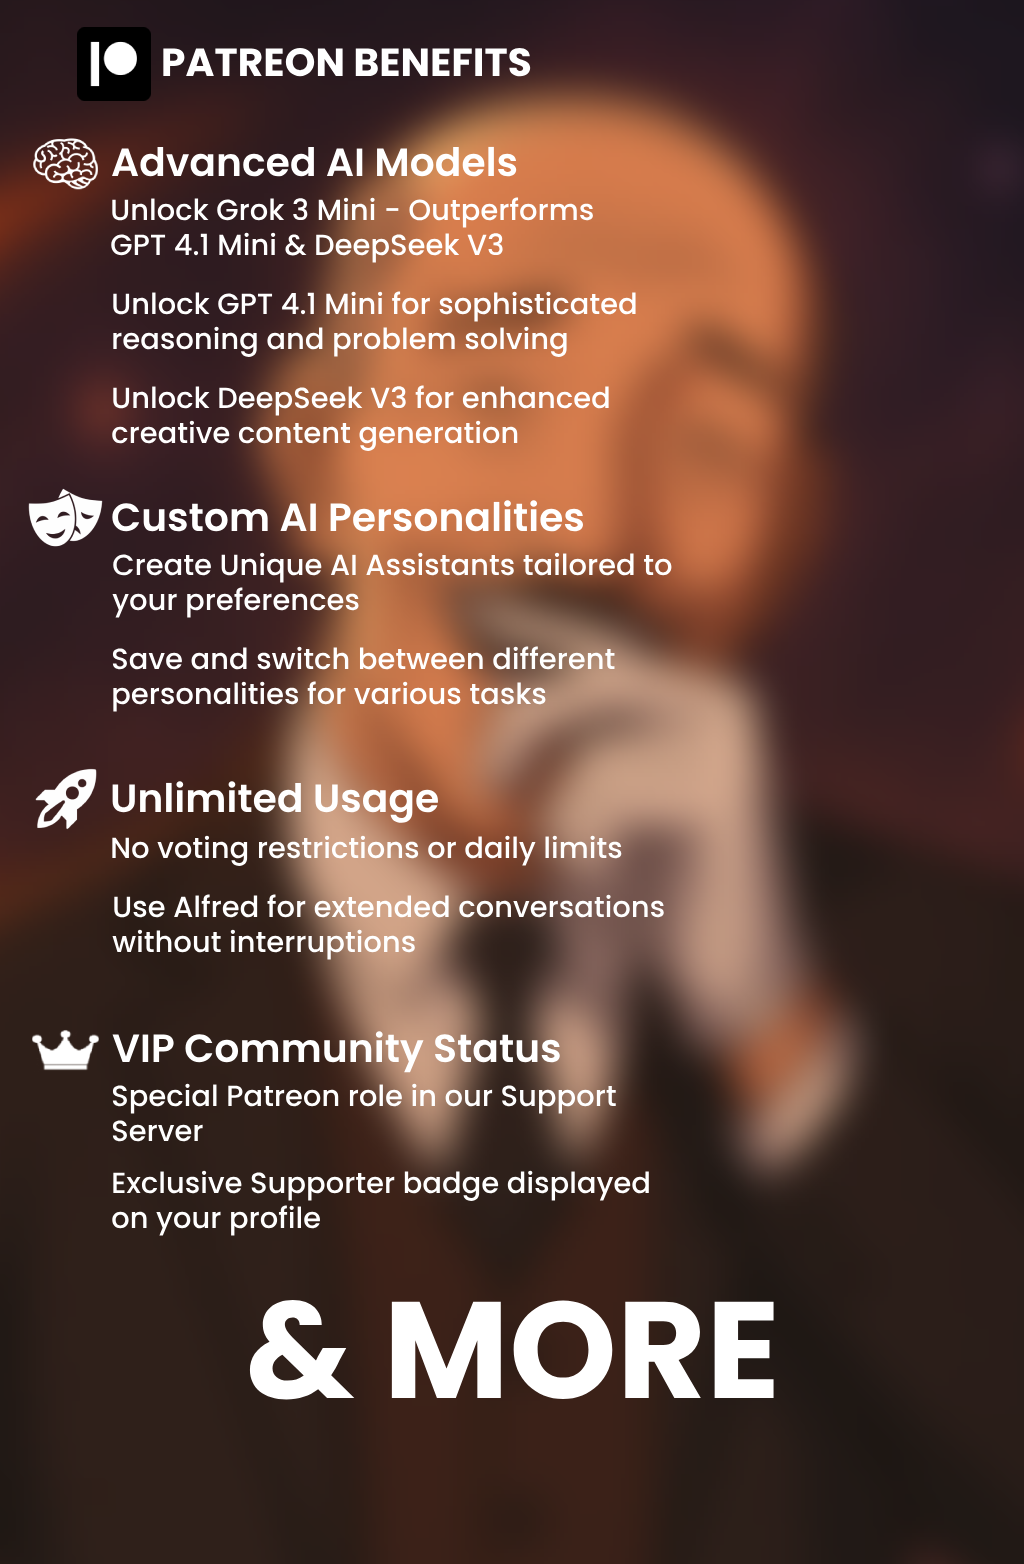 PATREON BENEFITS
Advanced AI Models
Unlock Grok 3 Mini - Outperforms
GPT 4.1 Mini & DeepSeek V3
Unlock GPT 4.1 Mini for sophisticated
reasoning and problem solving
Unlock DeepSeek V3 for enhanced
creative content generation
Custom AI Personalities
Create Unique AI Assistants tailored to
your preferences
Save and switch between different
personalities for various tasks
Unlimited Usage
No voting restrictions or daily limits
Use Alfred for extended conversations
without interruptions
VIP Community Status
Special Patreon role in our Support
Server
Exclusive Supporter badge displayed
on your profile
& MORE